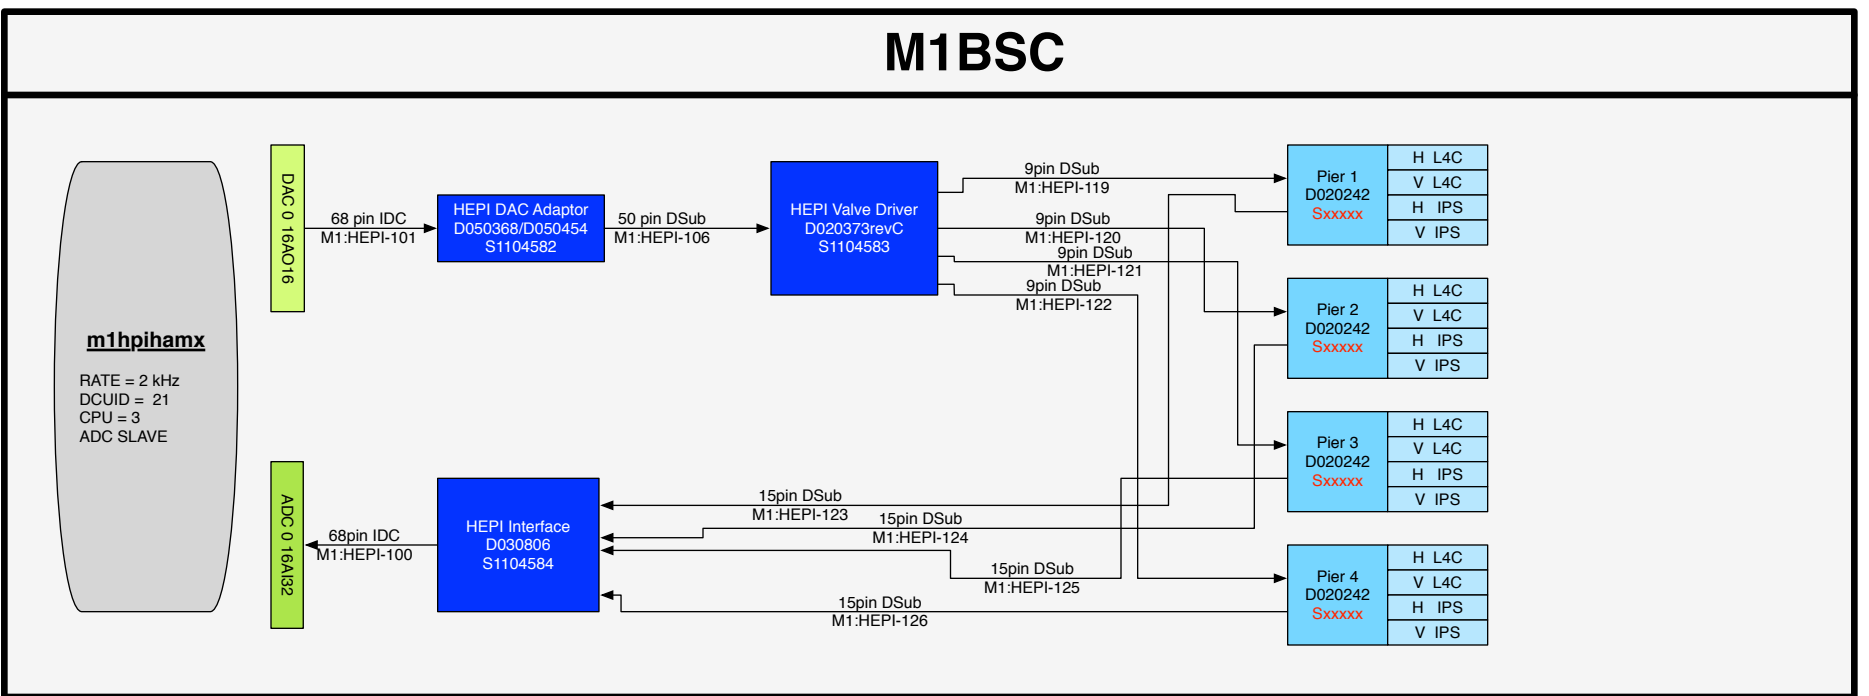 M1BSC
m1hpihamx
RATE = 2 kHz
DCUID =  21
CPU = 3
ADC SLAVE
DAC 0 16AO16
68 pin IDC
M1:HEPI-101
HEPI DAC Adaptor
D050368/D050454
S1104582
50 pin DSub
M1:HEPI-106
HEPI Valve Driver
D020373revC
S1104583
9pin DSub
M1:HEPI-119
9pin DSub
M1:HEPI-120
9pin DSub
M1:HEPI-121
9pin DSub
M1:HEPI-122
Pier 1
D020242
Sxxxxx
H  L4C
V  L4C
H  IPS
V  IPS
Pier 2
D020242
Sxxxxx
H  L4C
V  L4C
H  IPS
V  IPS
Pier 3
D020242
Sxxxxx
H  L4C
V  L4C
H  IPS
V  IPS
Pier 4
D020242
Sxxxxx
H  L4C
V  L4C
H  IPS
V  IPS
ADC 0 16AI32
68pin IDC
M1:HEPI-100
HEPI Interface
D030806
S1104584
15pin DSub
M1:HEPI-123
15pin DSub
M1:HEPI-124
15pin DSub
M1:HEPI-125
15pin DSub
M1:HEPI-126